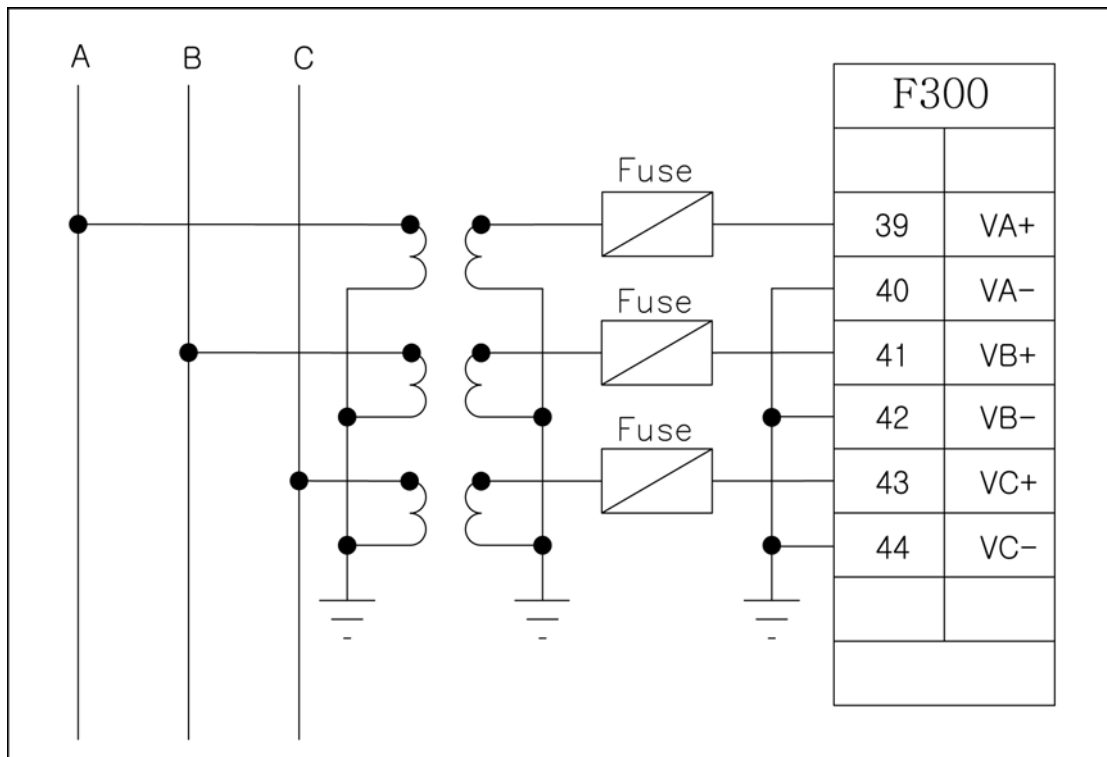 A B C
F300
Fuse
39 VA+
40 VA-
Fuse
41 VB+
42 VB-
Fuse
43 VC+
44 VC-